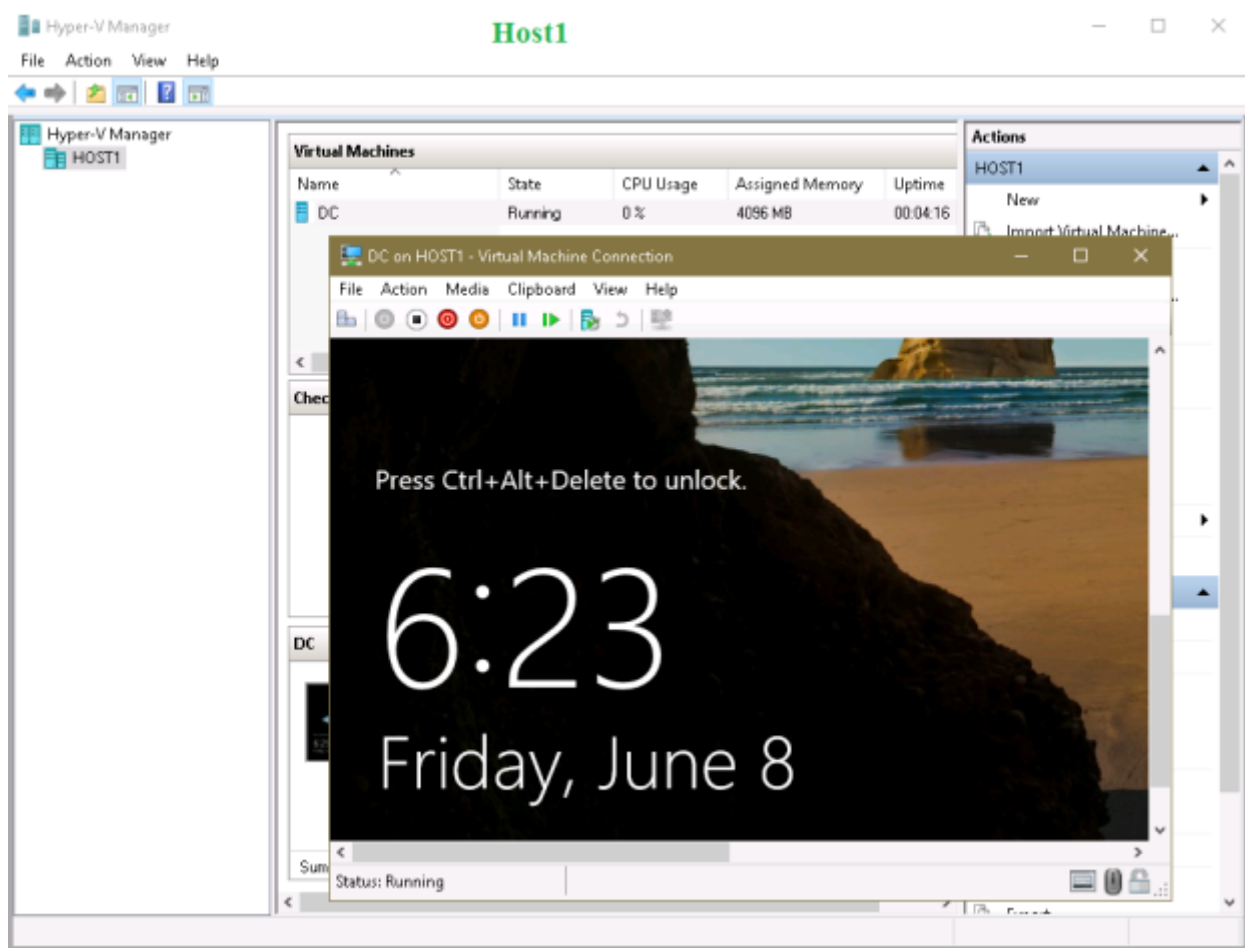 Hyper-V Manager
Host1
File Action View Help
Hyper-V Manager
HOST1
Virtual Machines
Name State CPU Usage Assigned Memory Uptime
DC Running 0 % 4096 MB 00:04:16
Actions
HOST1
New
Import Virtual Machine...
DC on HOST1 - Virtual Machine Connection
File Action Media Clipboard View Help
Chec
Press Ctrl+Alt+Delete to unlock.
6:23
Friday, June 8
DC
Sum
Status: Running